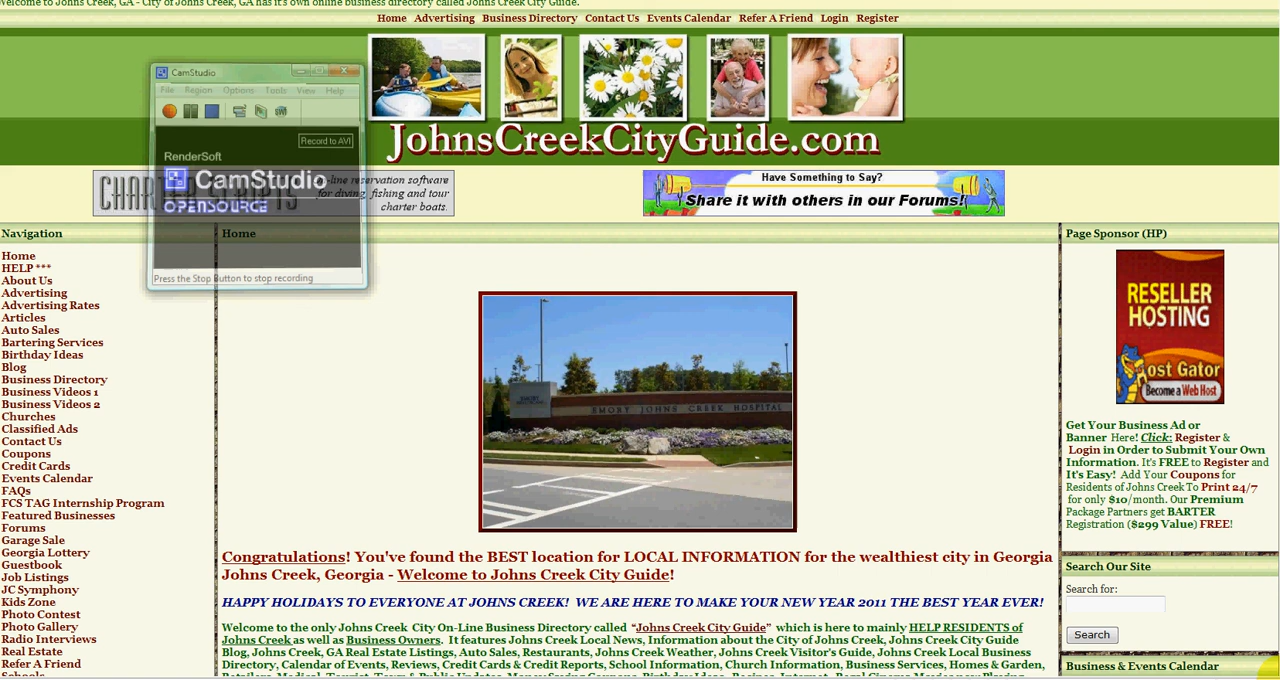 Welcome to Johns Creek, GA - City of Johns Creek, GA has it's own online business directory called Johns Creek City Guide.
Home Advertising Business Directory Contact Us Events Calendar Refer A Friend Login Register
CamStudio
File Region Options Tools View Help
Record to AVI
RenderSoft
CamStudio
OPENSOURCE
Press the Stop Button to stop recording
JohnsCreekCityGuide.com
on-line reservation software
for diving, fishing and tour
charter boats.
Have Something to Say?
Share it with others in our Forums!
Navigation
Home
HELP ***
About Us
Advertising
Advertising Rates
Articles
Auto Sales
Bartering Services
Birthday Ideas
Blog
Business Directory
Business Videos 1
Business Videos 2
Churches
Classified Ads
Contact Us
Coupons
Credit Cards
Events Calendar
FAQs
FCS TAG Internship Program
Featured Businesses
Forums
Garage Sale
Georgia Lottery
Guestbook
Job Listings
JC Symphony
Kids Zone
Photo Contest
Photo Gallery
Radio Interviews
Real Estate
Refer A Friend
Schools
Home
EMORY JOHNS CREEK HOSPITAL
Congratulations! You've found the BEST location for LOCAL INFORMATION for the wealthiest city in Georgia
Johns Creek, Georgia - Welcome to Johns Creek City Guide!
HAPPY HOLIDAYS TO EVERYONE AT JOHNS CREEK! WE ARE HERE TO MAKE YOUR NEW YEAR 2011 THE BEST YEAR EVER!
Welcome to the only Johns Creek City On-Line Business Directory called "Johns Creek City Guide" which is here to mainly HELP RESIDENTS of
Johns Creek as well as Business Owners. It features Johns Creek Local News, Information about the City of Johns Creek, Johns Creek City Guide
Blog, Johns Creek, GA Real Estate Listings, Auto Sales, Restaurants, Johns Creek Weather, Johns Creek Visitor's Guide, Johns Creek Local Business
Directory, Calendar of Events, Reviews, Credit Cards & Credit Reports, School Information, Church Information, Business Services, Homes & Garden,
Page Sponsor (HP)
RESELLER
HOSTING
Host Gator
Become a Web Host
Get Your Business Ad or
Banner Here! Click: Register &
Login in Order to Submit Your Own
Information. It's FREE to Register and
It's Easy! Add Your Coupons for
Residents of Johns Creek To Print 24/7
for only $10/month. Our Premium
Package Partners get BARTER
Registration ($299 Value) FREE!
Search Our Site
Search for:
Search
Business & Events Calendar